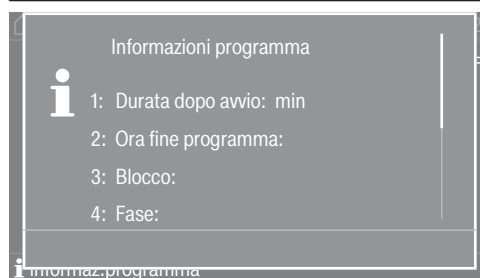 Informazioni programma
1: Durata dopo avvio: min
2: Ora fine programma:
3: Blocco:
4: Fase:
informaz.programma